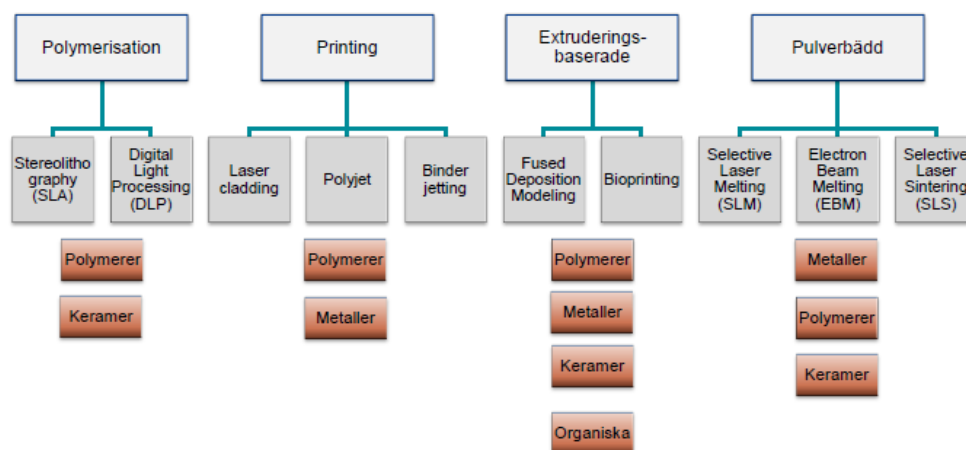 Polymerisation
Printing
Extruderings-
baserade
Pulverbädd
Stereolitho
graphy
(SLA)
Digital
Light
Processing
(DLP)
Laser
cladding
Polyjet
Binder
jetting
Fused
Deposition
Modeling
Bioprinting
Selective
Laser
Melting
(SLM)
Electron
Beam
Melting
(EBM)
Selective
Laser
Sintering
(SLS)
Polymerer
Keramer
Polymerer
Metaller
Polymerer
Metaller
Keramer
Organiska
Metaller
Polymerer
Keramer